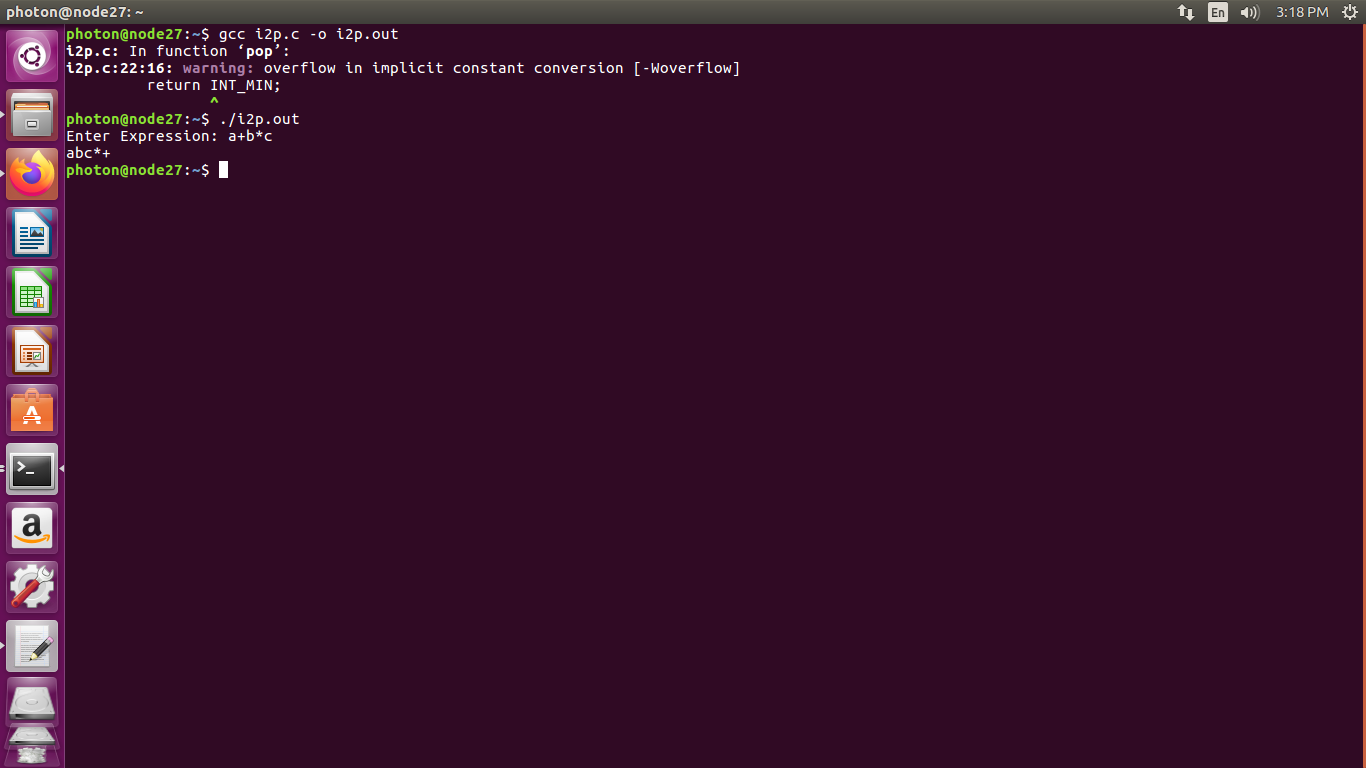 photon@node27: ~
En
3:18 PM
photon@node27:~$ gcc i2p.c -o i2p.out
i2p.c: In function ‘pop’:
i2p.c:22:16: warning: overflow in implicit constant conversion [-Woverflow]
         return INT_MIN;
                ^
photon@node27:~$ ./i2p.out
Enter Expression: a+b*c
abc*+
photon@node27:~$